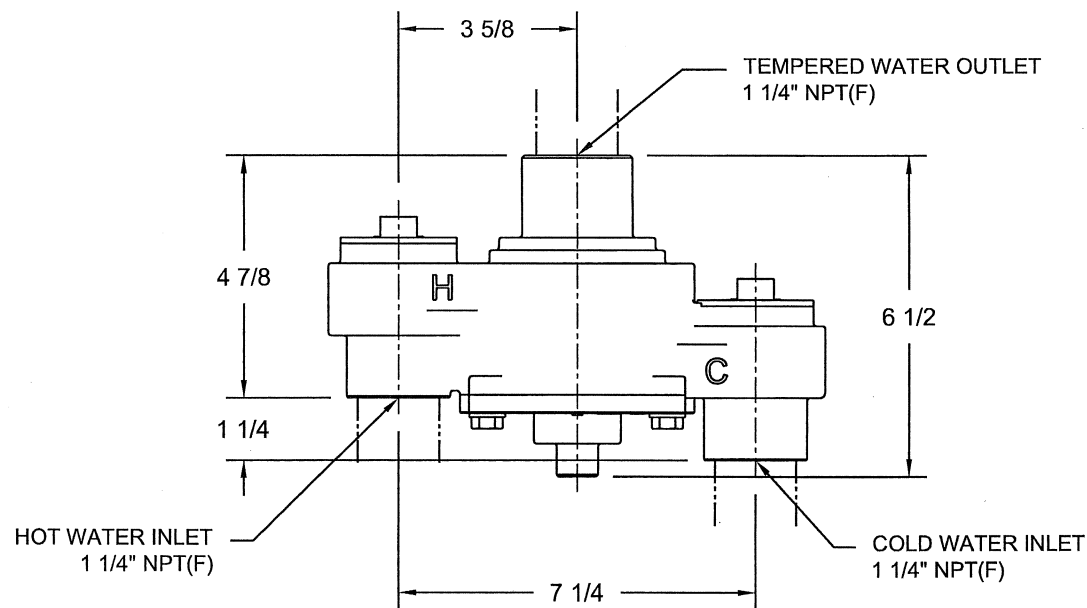 3 5/8
TEMPERED WATER OUTLET
1 1/4" NPT(F)
4 7/8
H
6 1/2
C
1 1/4
HOT WATER INLET
1 1/4" NPT(F)
COLD WATER INLET
1 1/4" NPT(F)
7 1/4